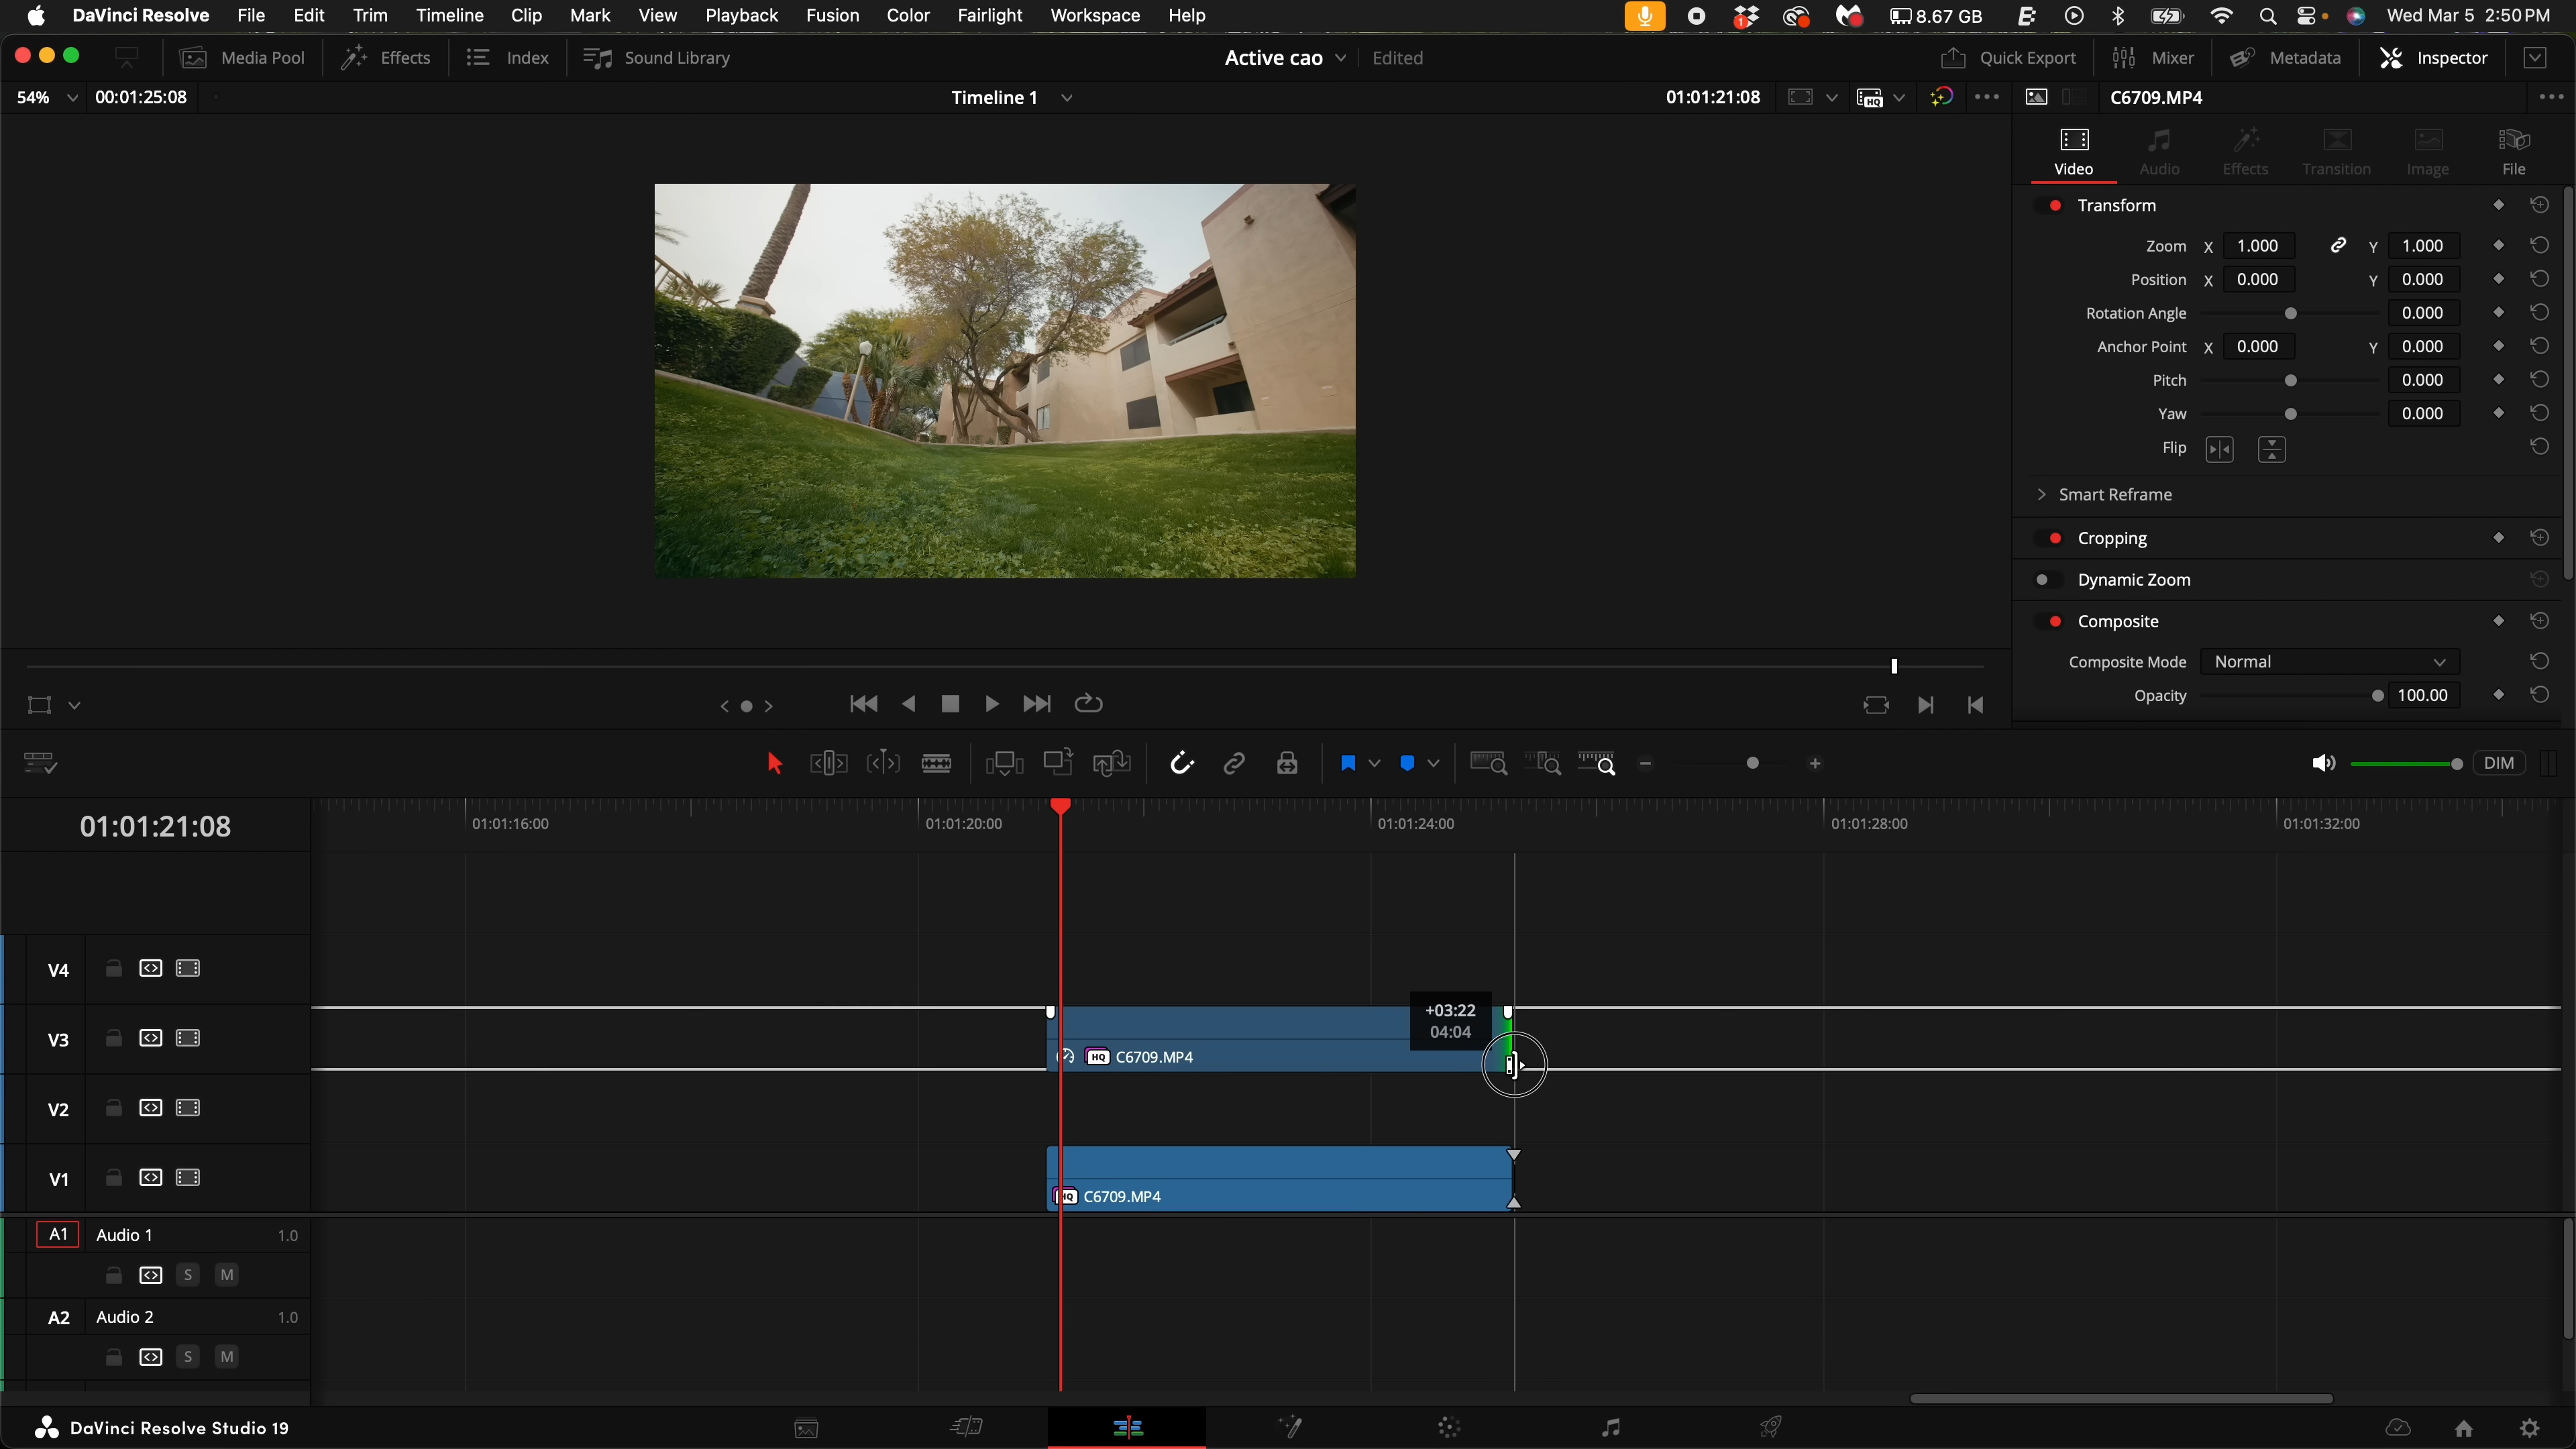 DaVinci Resolve File Edit Trim Timeline Clip Mark View Playback Fusion Color Fairlight Workspace Help 1 8.67 GB Wed Mar 5 2:50 PM
Media Pool Effects Index Sound Library Active cao Edited Quick Export Mixer Metadata Inspector
54% 00:01:25:08 Timeline 1 01:01:21:08 HQ C6709.MP4
Video Audio Effects Transition Image File
Transform
Zoom X 1.000 Y 1.000
Position X 0.000 Y 0.000
Rotation Angle 0.000
Anchor Point X 0.000 Y 0.000
Pitch 0.000
Yaw 0.000
Flip
Smart Reframe
Cropping
Dynamic Zoom
Composite
Composite Mode Normal
Opacity 100.00
DIM
01:01:21:08 01:01:16:00 01:01:20:00 01:01:24:00 01:01:28:00 01:01:32:00
V4
+03:22
04:04
V3 HQ C6709.MP4
V2
V1 HQ C6709.MP4
A1 Audio 1 1.0
S M
A2 Audio 2 1.0
S M
DaVinci Resolve Studio 19